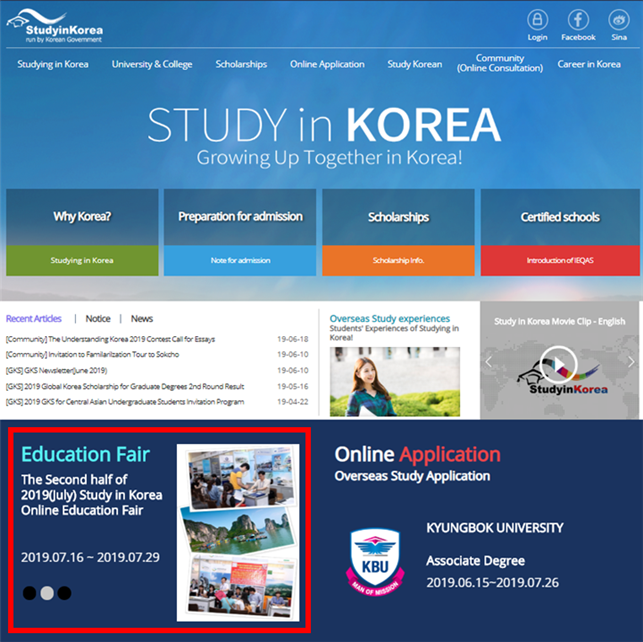 StudyinKorea
run by Korean Government
Login
Facebook
Sina
Studying in Korea
University & College
Scholarships
Online Application
Study Korean
Community
(Online Consultation)
Career in Korea
STUDY in KOREA
Growing Up Together in Korea!
Why Korea?
Studying in Korea
Preparation for admission
Note for admission
Scholarships
Scholarship Info.
Certified schools
Introduction of IEQAS
Recent Articles | Notice | News
[Community] The Understanding Korea 2019 Contest Call for Essays 19-06-18
[Community] Invitation to Familarilzation Tour to Sokcho 19-06-10
[GKS] GKS Newsletter(June 2019) 19-06-10
[GKS] 2019 Global Korea Scholarship for Graduate Degrees 2nd Round Result 19-05-16
[GKS] 2019 GKS for Central Asian Undergraduate Students Invitation Program 19-04-22
Overseas Study experiences
Students' Experiences of Studying in
Korea!
Study in Korea Movie Clip - English
StudyinKorea
Education Fair
The Second half of
2019(July) Study in Korea
Online Education Fair
2019.07.16 ~ 2019.07.29
Online Application
Overseas Study Application
KBU
MAN OF MISSION
KYUNGBOK UNIVERSITY
Associate Degree
2019.06.15~2019.07.26